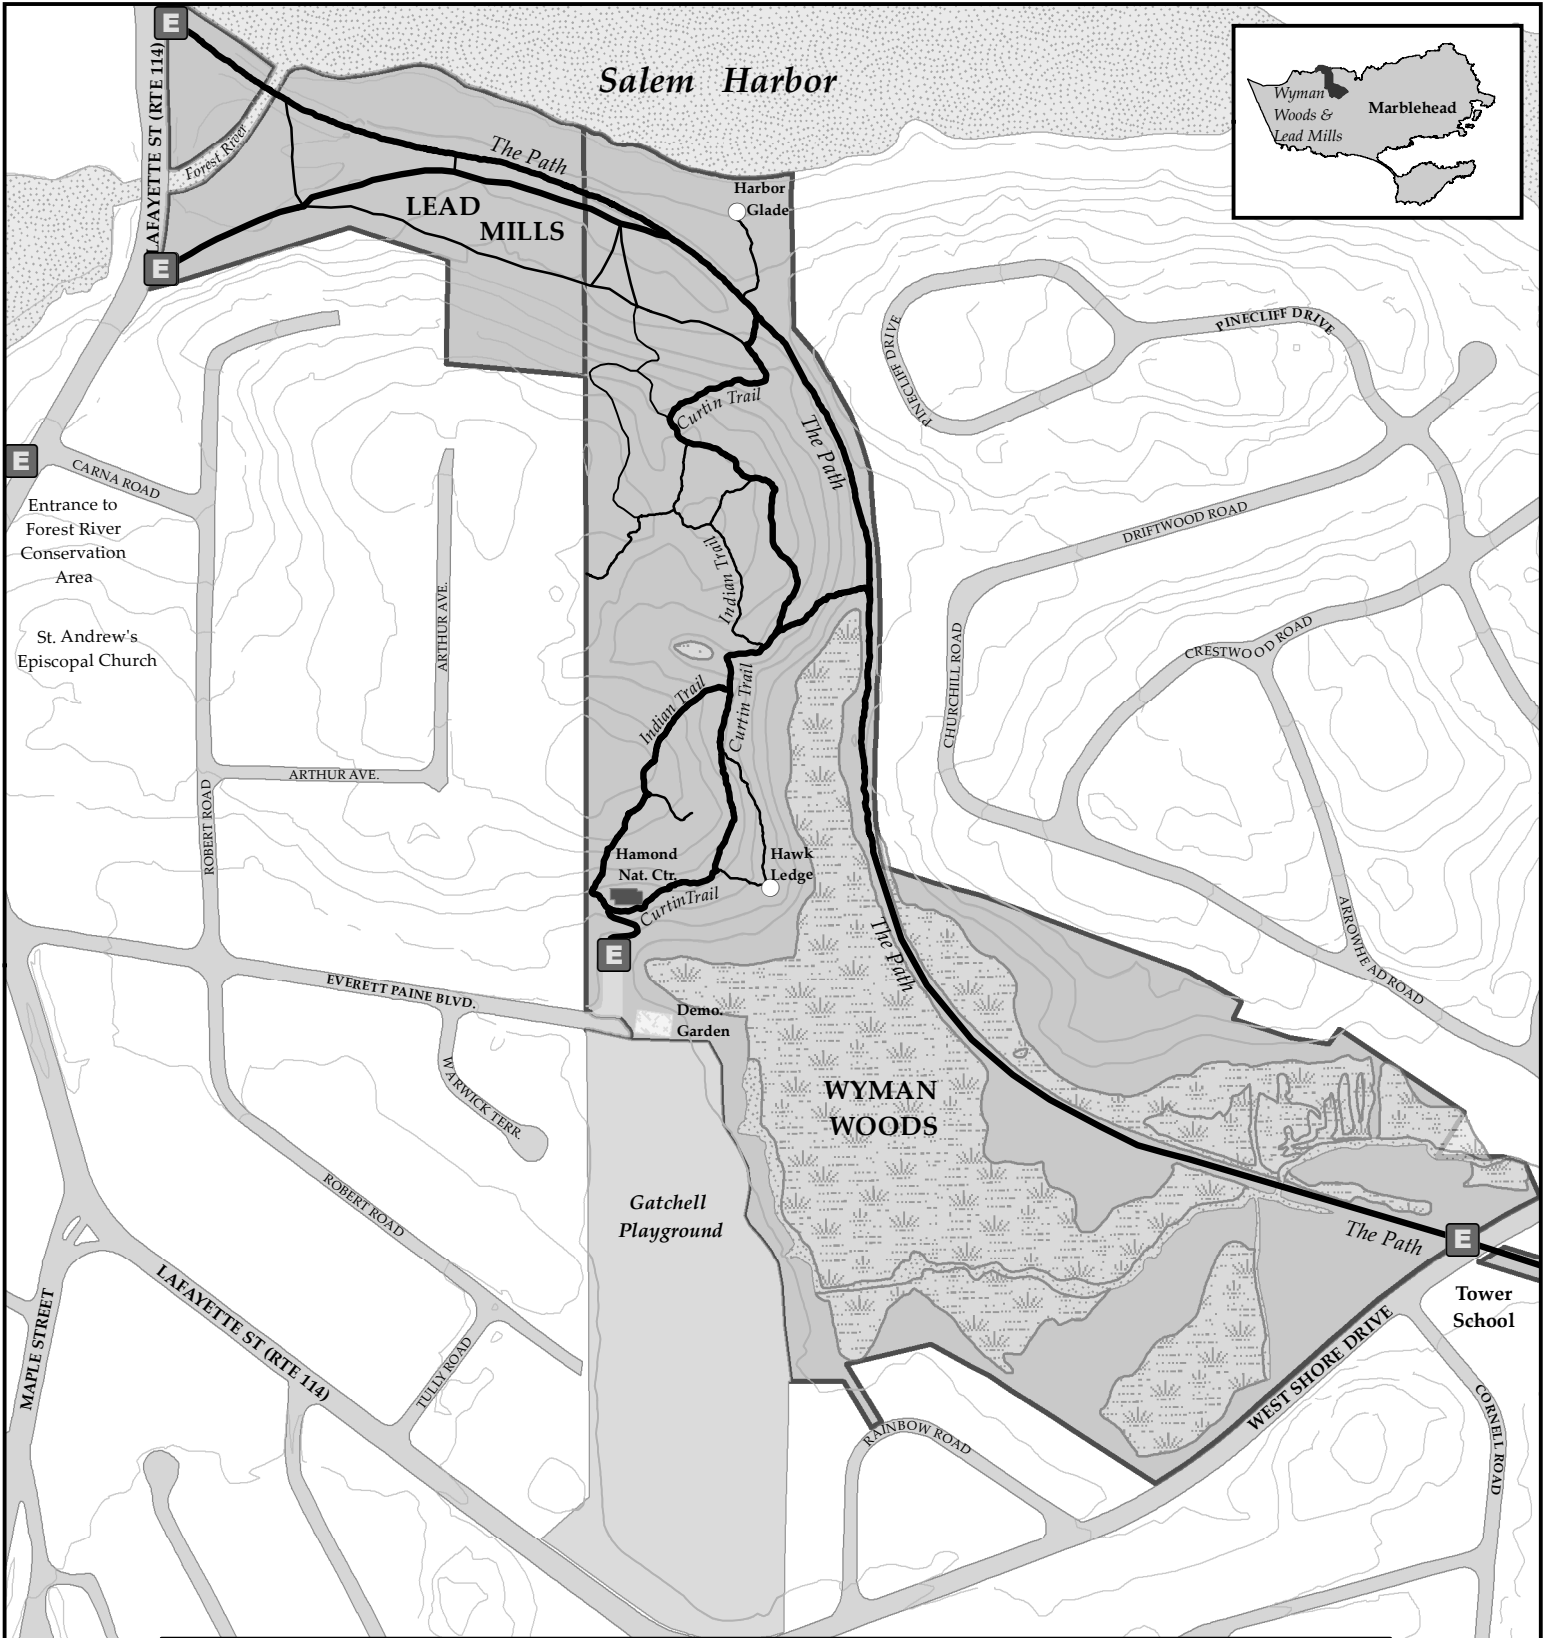 E
Salem Harbor
Wyman
Woods &
Lead Mills
Marblehead
LAFAYETTE ST (RTE 114)
Forest River
The Path
Harbor
Glade
LEAD
MILLS
E
PINECLIFF DRIVE
PINECLIFF DRIVE
Curtin Trail
The Path
E
CARNA ROAD
Entrance to
Forest River
Conservation
Area
St. Andrew's
Episcopal Church
DRIFTWOOD ROAD
Indian Trail
ARTHUR AVE.
CHURCHILL ROAD
CRESTWOOD ROAD
Indian Trail
Curtin Trail
ARTHUR AVE.
ROBERT ROAD
Hamond
Nat. Ctr.
Hawk
Ledge
CurtinTrail
ARROWHEAD ROAD
The Path
E
EVERETT PAINE BLVD.
Demo.
Garden
WARWICK TERR.
WYMAN
WOODS
ROBERT ROAD
Gatchell
Playground
The Path
E
Tower
School
LAFAYETTE ST (RTE 114)
MAPLE STREET
TULLY ROAD
WEST SHORE DRIVE
RAINBOW ROAD
CORNELL ROAD